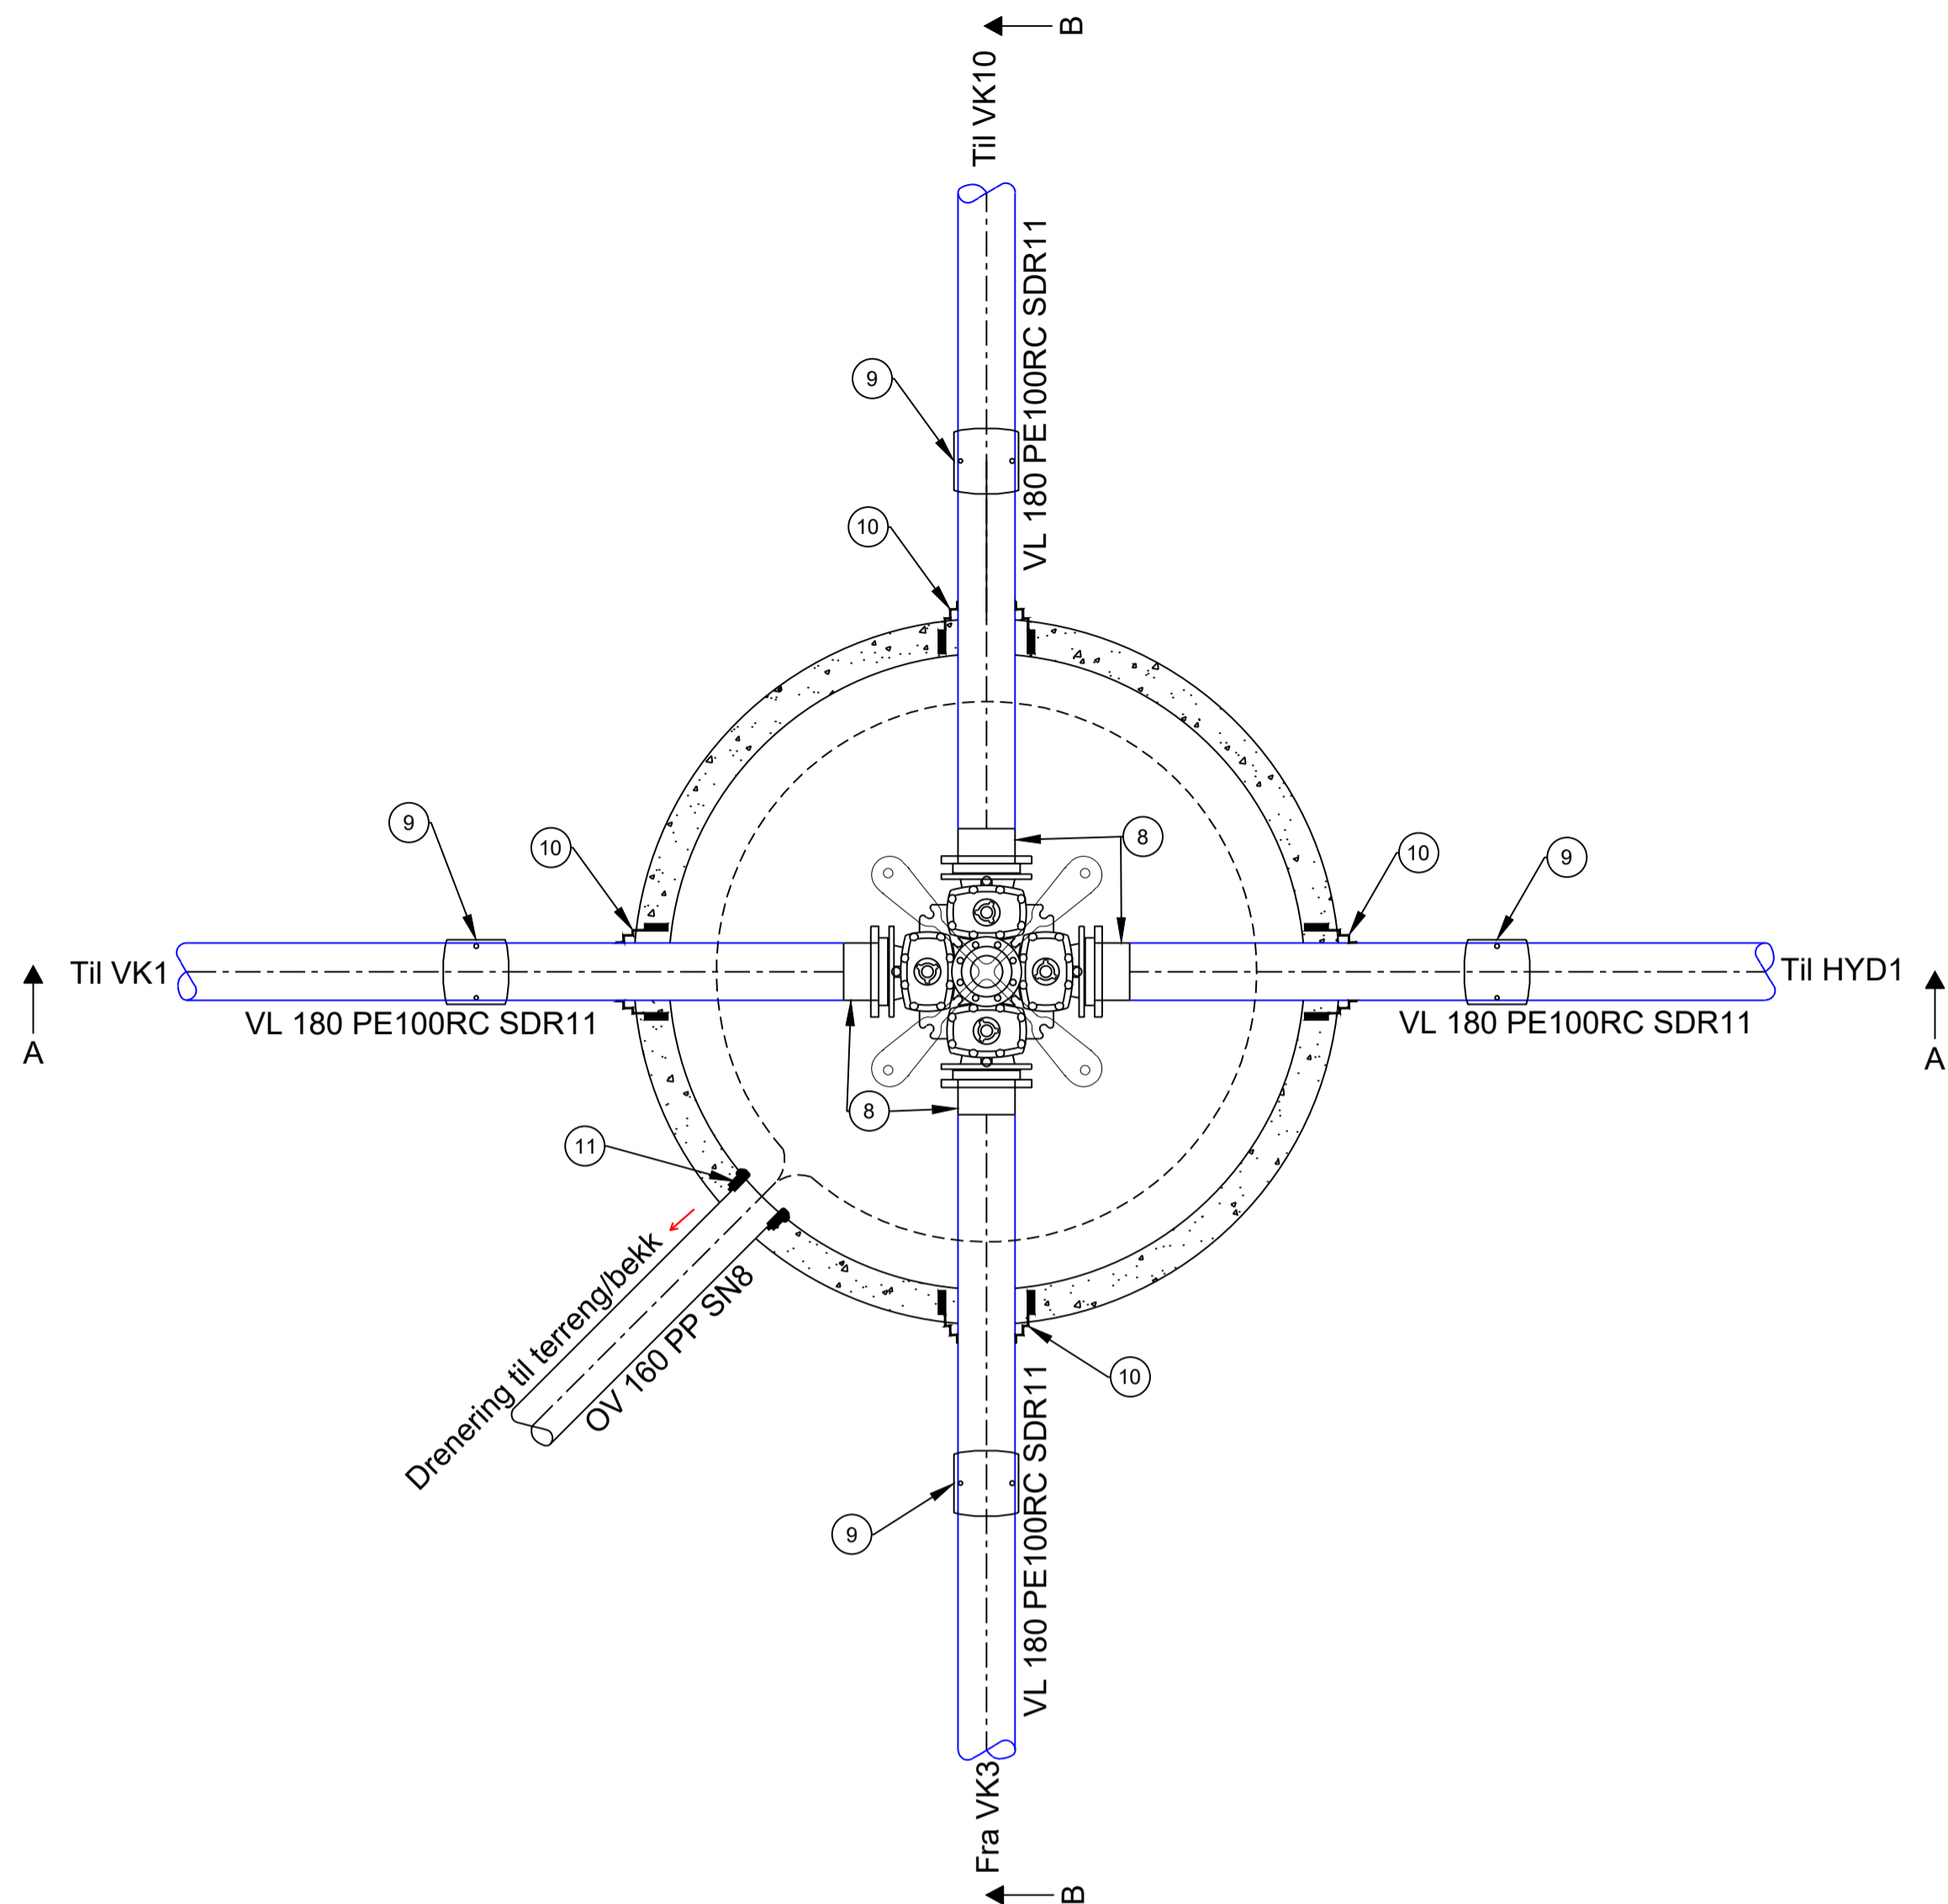 B
Til VK10
VL 180 PE100RC SDR11
9
10
9
10
8
10
9
Til VK1
Til HYD1
VL 180 PE100RC SDR11
VL 180 PE100RC SDR11
A
A
8
11
Drenering til terreng/bekk
OV 160 PP SN8
10
VL 180 PE100RC SDR11
9
Fra VK3
B